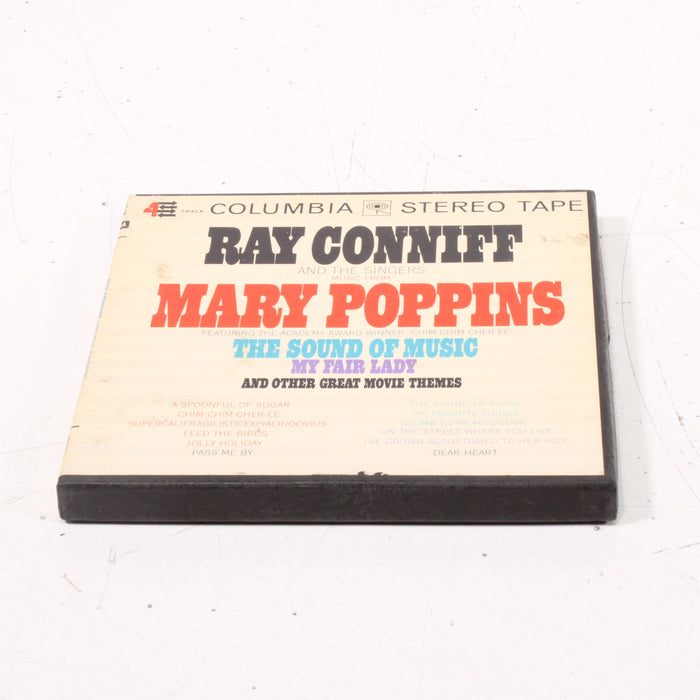 4 TRACK COLUMBIA STEREO TAPE
RAY CONNIFF
AND THE SINGERS
MUSIC FROM
MARY POPPINS
FEATURING THE ACADEMY AWARD WINNER "CHIM CHIM CHER EE"
THE SOUND OF MUSIC
MY FAIR LADY
AND OTHER GREAT MOVIE THEMES
A SPOONFUL OF SUGAR
CHIM CHIM CHER EE
SUPERCALIFRAGILISTICEXPIALIDOCIOUS
FEED THE BIRDS
JOLLY HOLIDAY
PASS ME BY
THE SOUND OF MUSIC
MY FAVORITE THINGS
CLIMB EV'RY MOUNTAIN
ON THE STREET WHERE YOU LIVE
I'VE GROWN ACCUSTOMED TO HER FACE
DEAR HEART